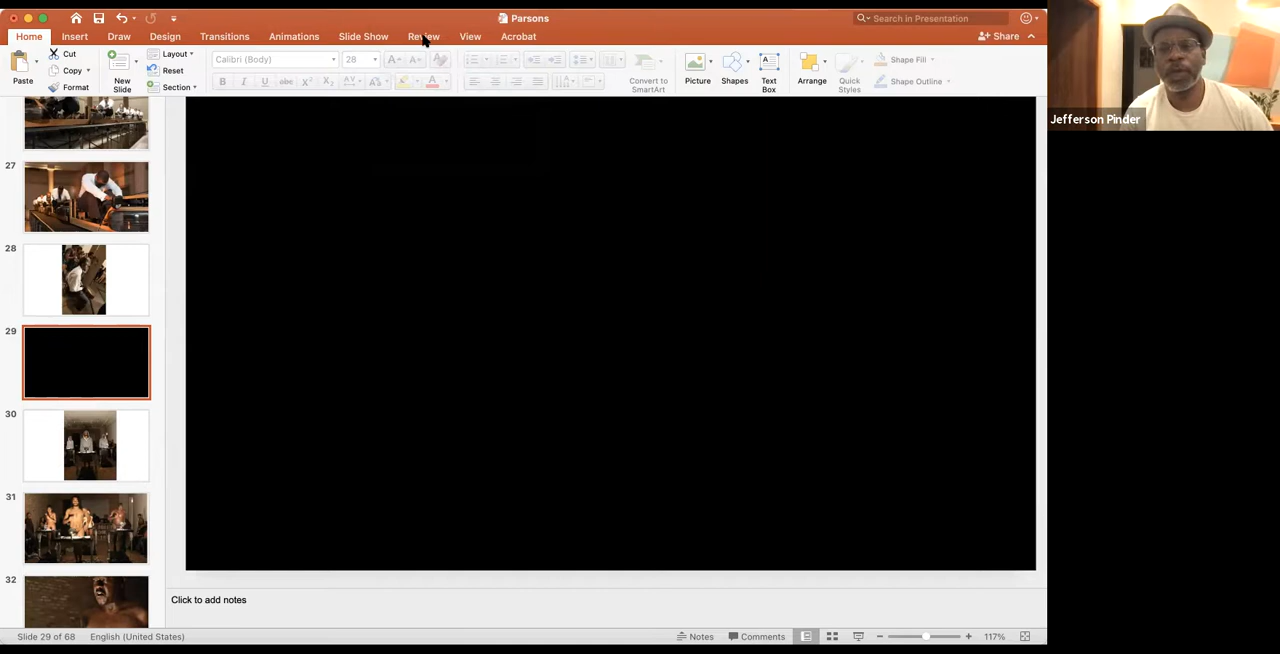 Parsons
Search in Presentation
Home Insert Draw Design Transitions Animations Slide Show Review View Acrobat
Share
Paste
Cut
Copy
Format
New Slide
Layout
Reset
Section
Calibri (Body) 28
Convert to SmartArt
Picture
Shapes
Text Box
Arrange
Quick Styles
Shape Fill
Shape Outline
Jefferson Pinder
27
28
29
30
31
32
Click to add notes
Slide 29 of 68 English (United States)
Notes Comments 117%